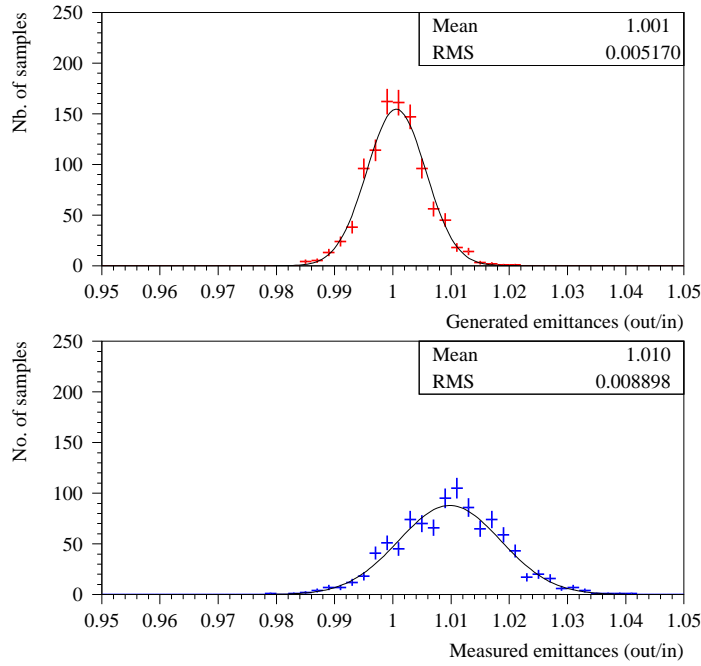 Nb. of samples
250
200
150
100
50
0
Mean 1.001
RMS 0.005170
0.95 0.96 0.97 0.98 0.99 1 1.01 1.02 1.03 1.04 1.05
Generated emittances (out/in)
No. of samples
250
200
150
100
50
0
Mean 1.010
RMS 0.008898
0.95 0.96 0.97 0.98 0.99 1 1.01 1.02 1.03 1.04 1.05
Measured emittances (out/in)